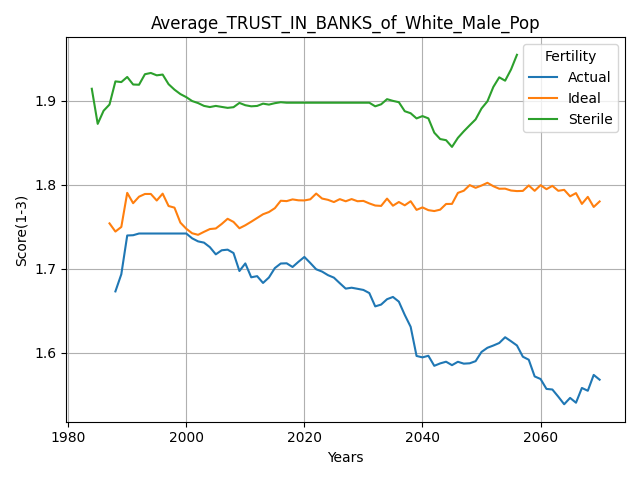 Average_TRUST_IN_BANKS_of_White_Male_Pop
Fertility
Actual
Ideal
Sterile
Score(1-3)
1.9
1.8
1.7
1.6
1980 2000 2020 2040 2060
Years